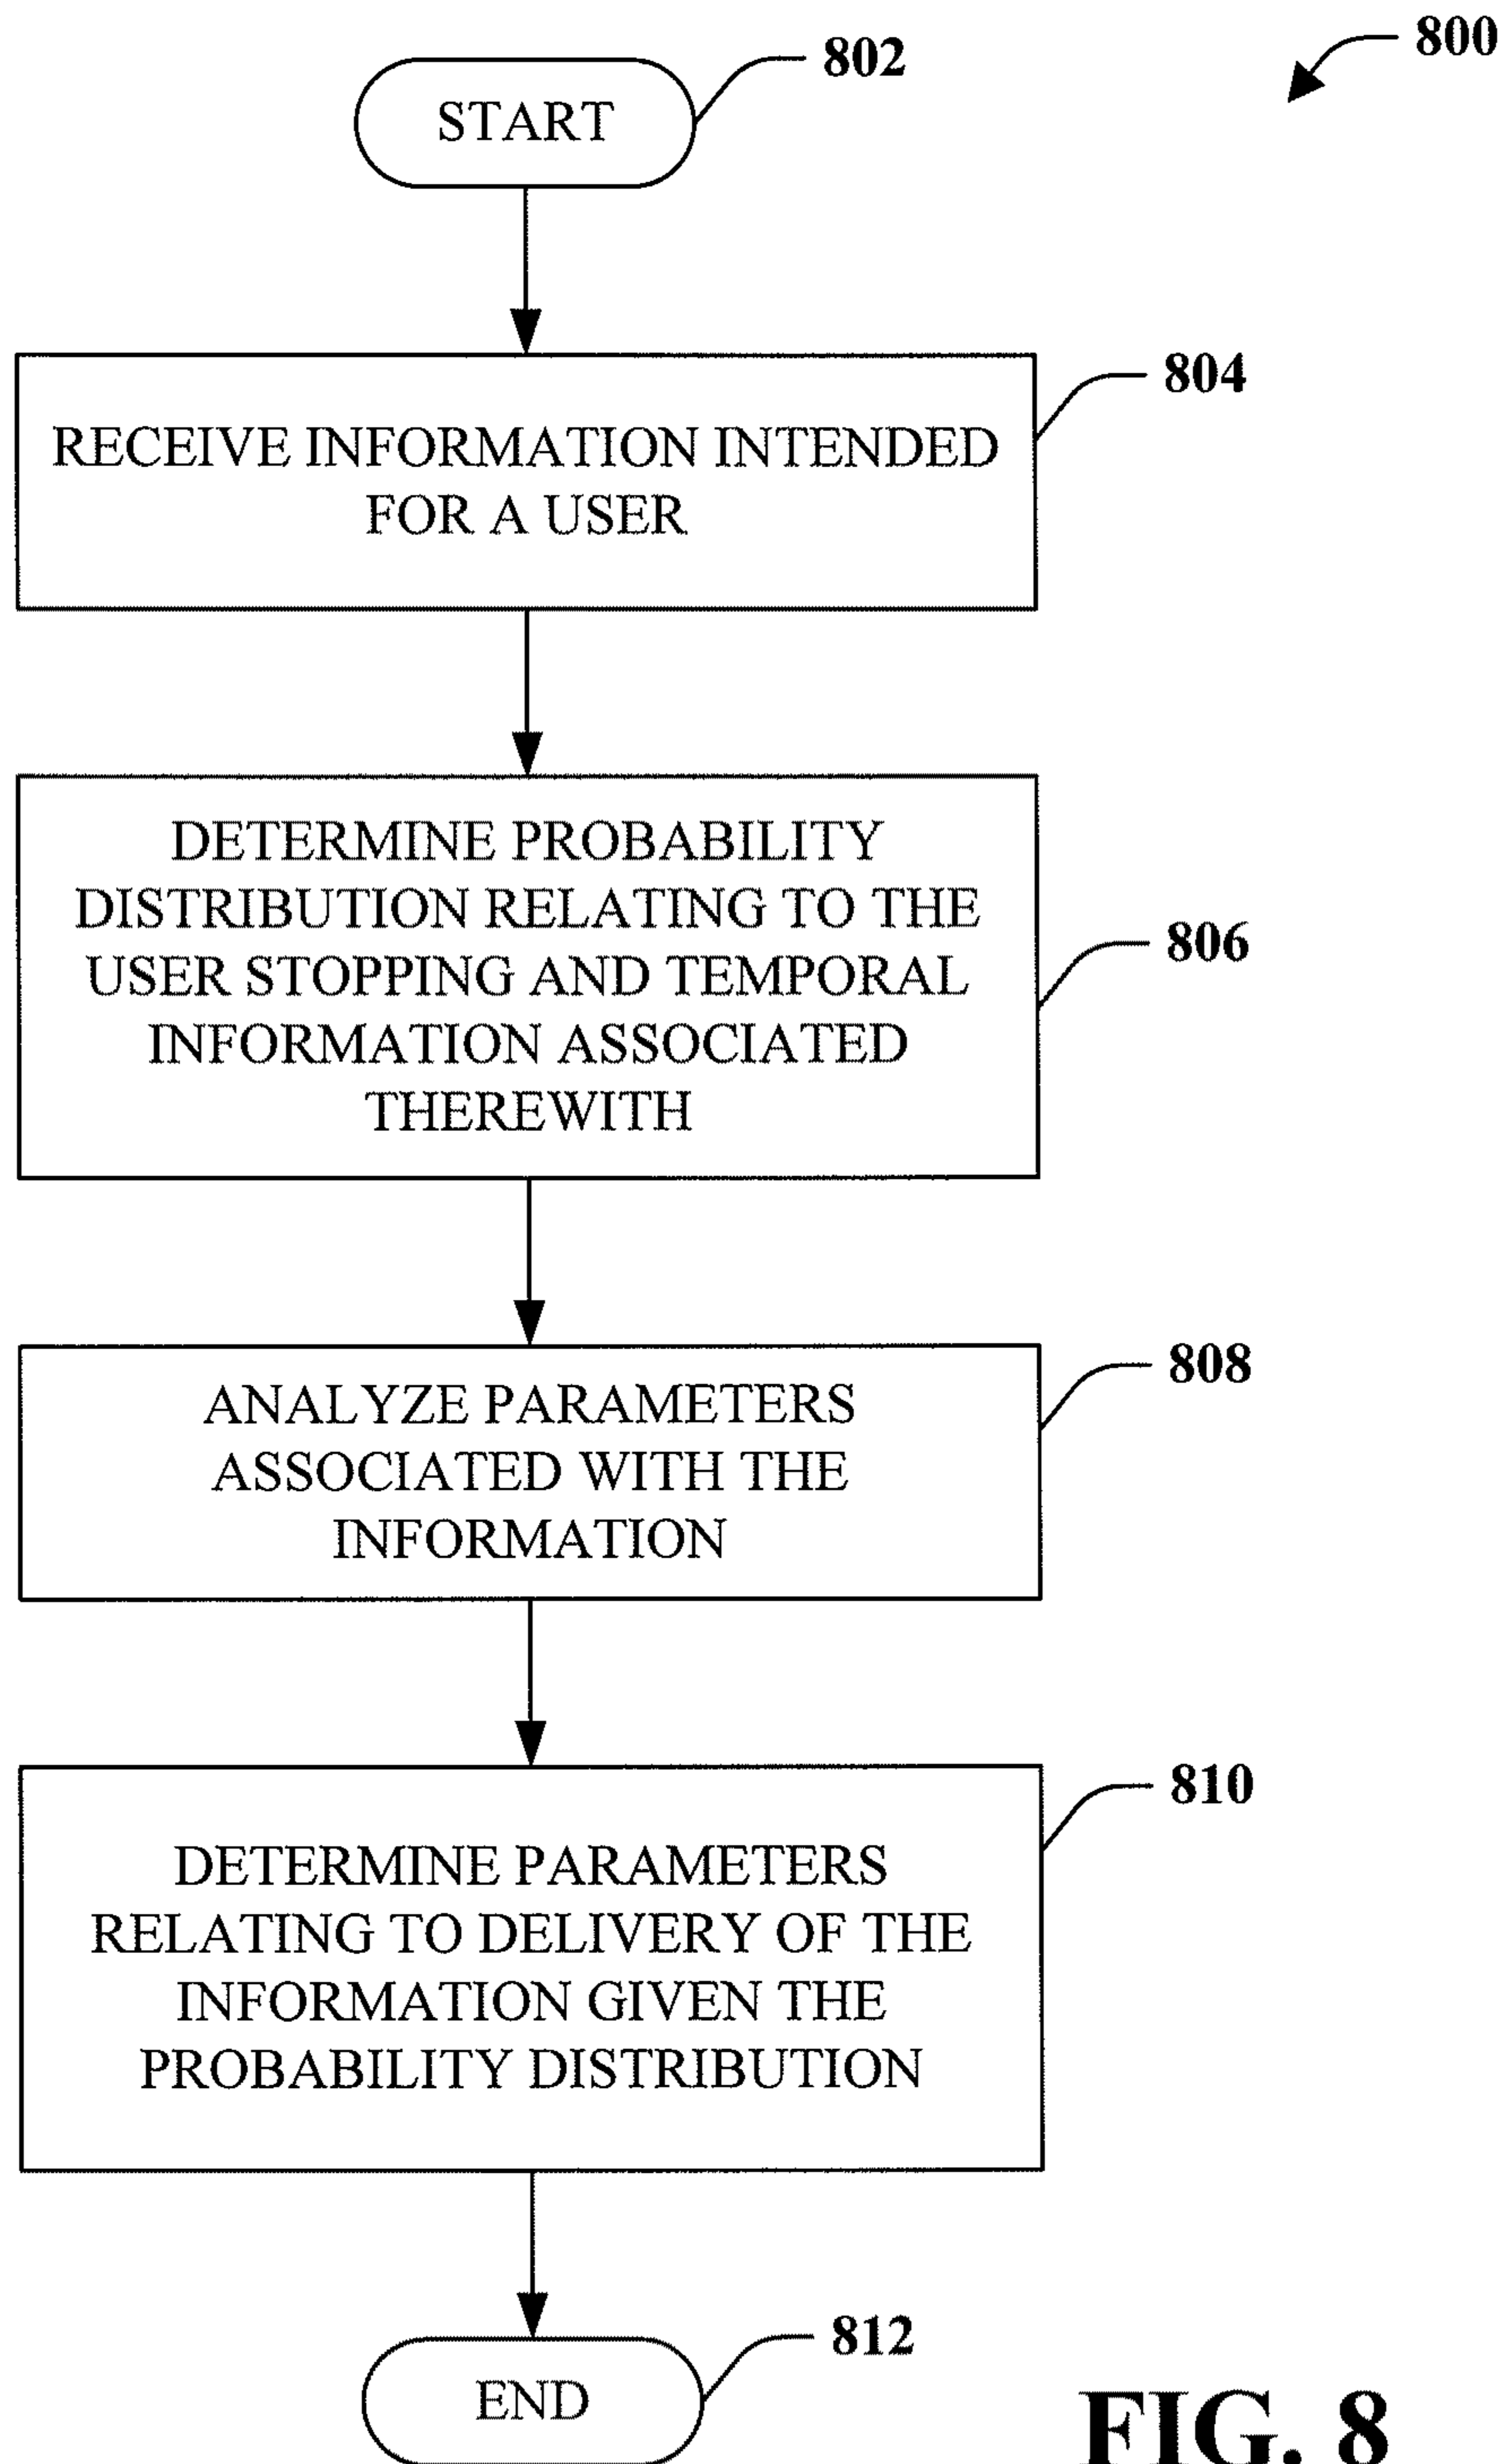 800
802
START
804
RECEIVE INFORMATION INTENDED
FOR A USER
806
DETERMINE PROBABILITY
DISTRIBUTION RELATING TO THE
USER STOPPING AND TEMPORAL
INFORMATION ASSOCIATED
THEREWITH
808
ANALYZE PARAMETERS
ASSOCIATED WITH THE
INFORMATION
810
DETERMINE PARAMETERS
RELATING TO DELIVERY OF THE
INFORMATION GIVEN THE
PROBABILITY DISTRIBUTION
812
END
FIG. 8